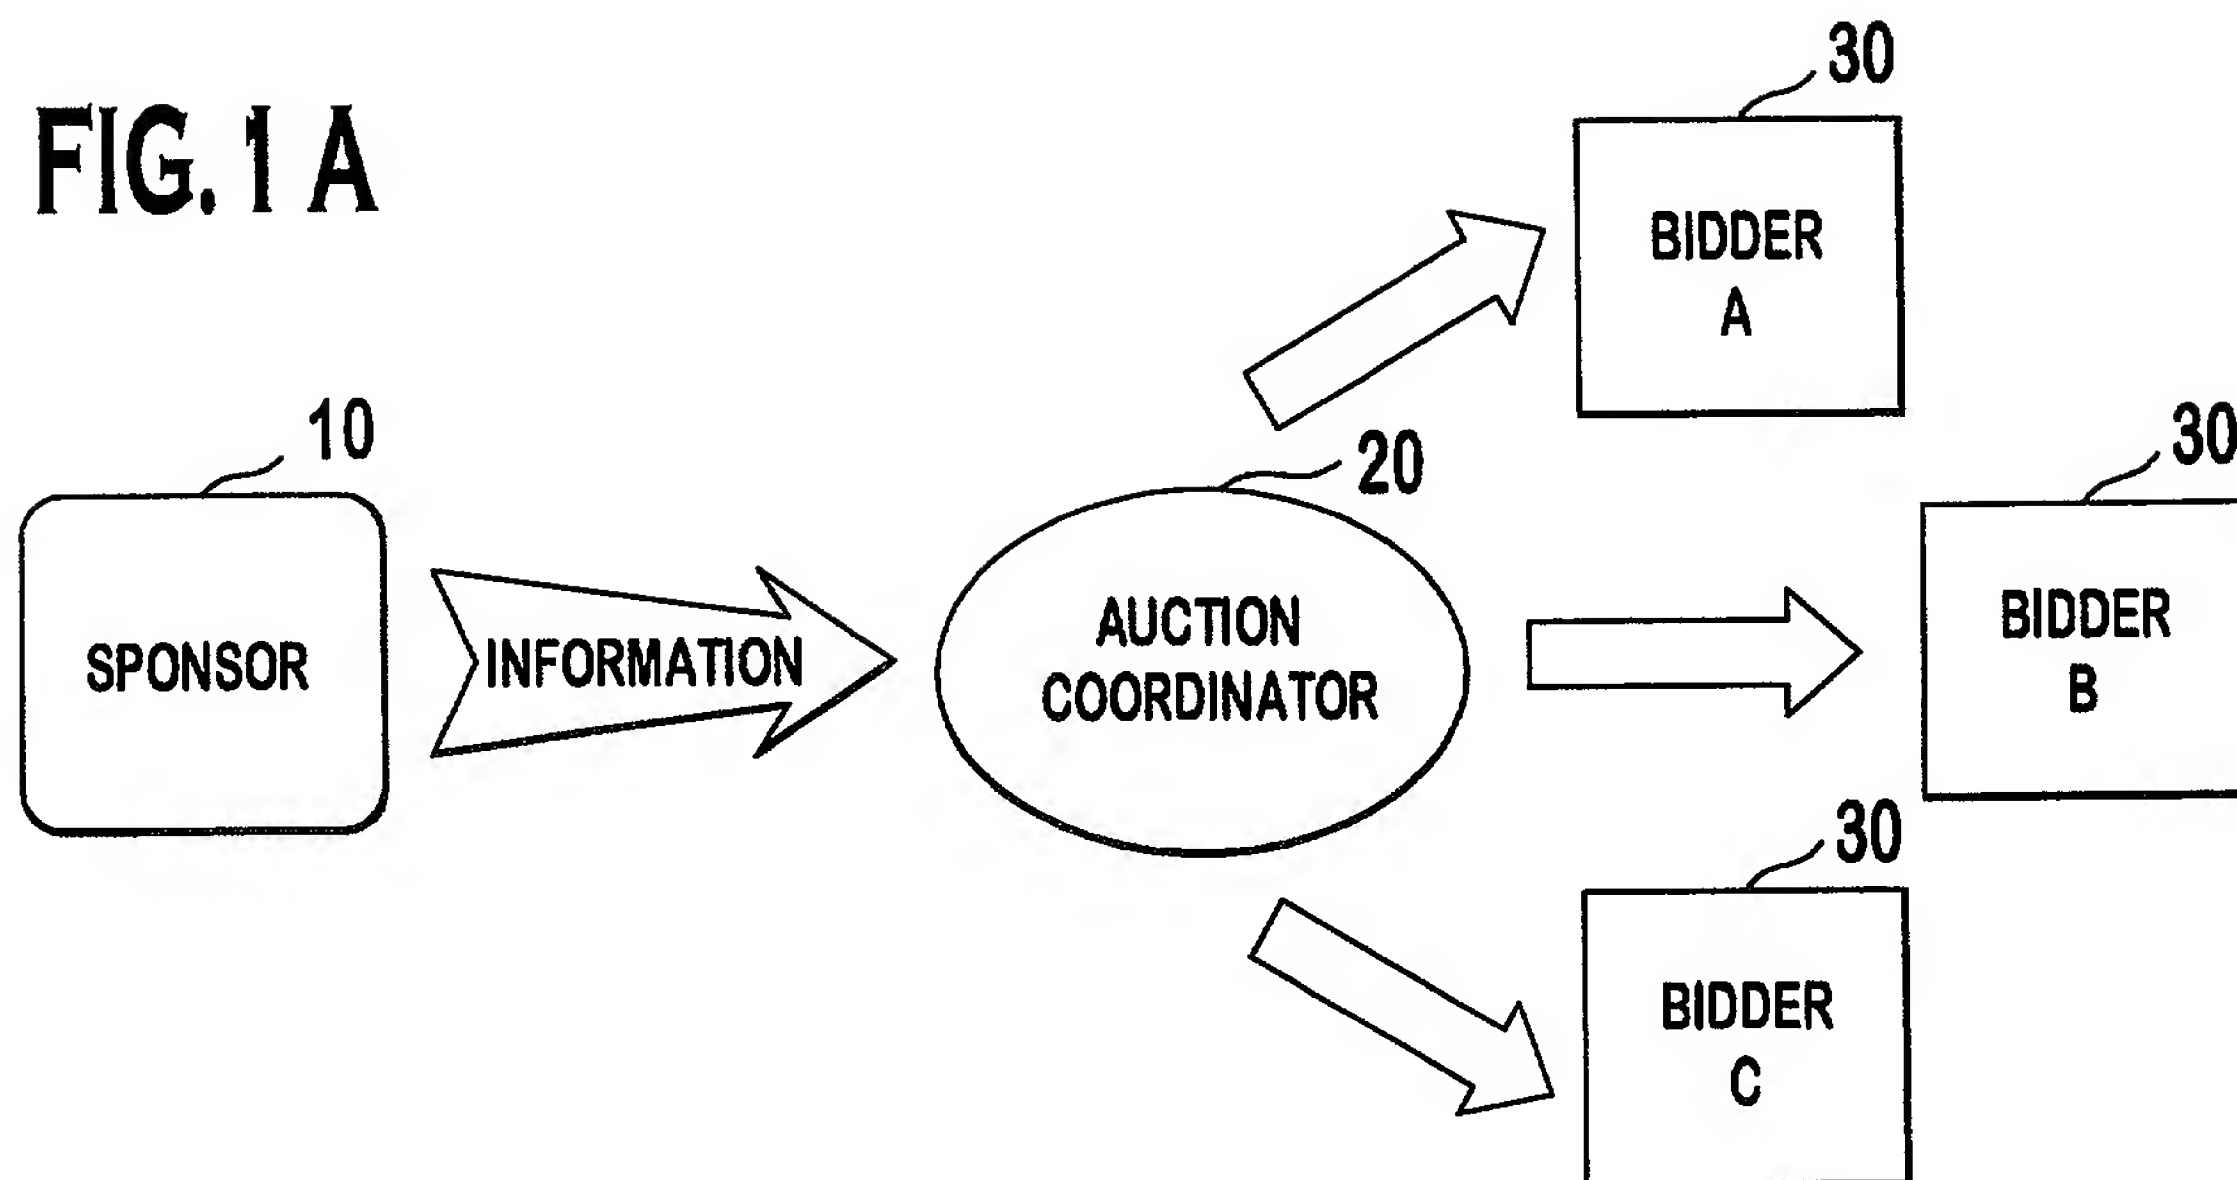 FIG. 1 A
30
BIDDER
A
10
SPONSOR
INFORMATION
20
AUCTION
COORDINATOR
30
BIDDER
B
30
BIDDER
C